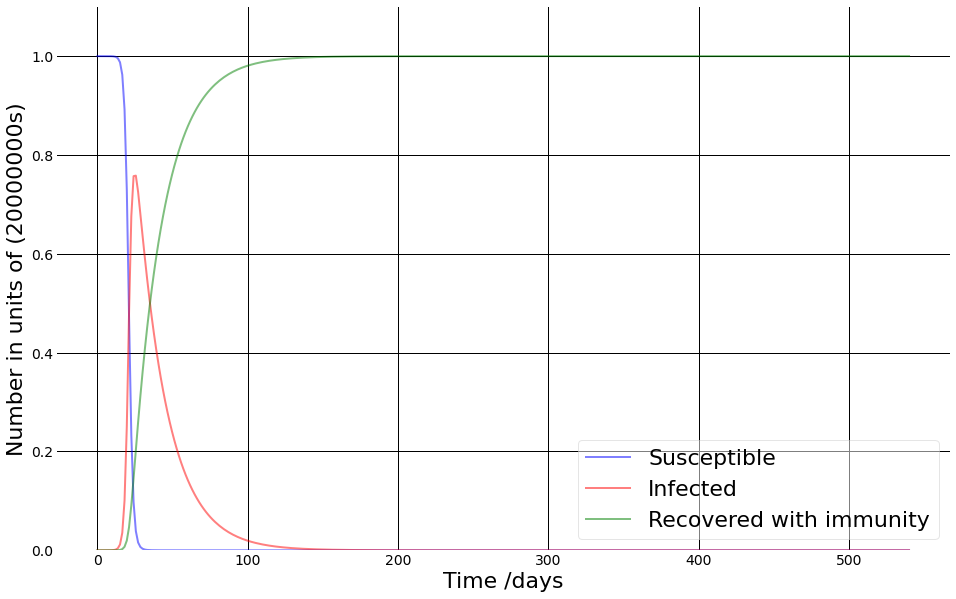 Number in units of (20000000s)
1.0
0.8
0.6
0.4
0.2
0.0
0 100 200 300 400 500
Time /days
Susceptible
Infected
Recovered with immunity